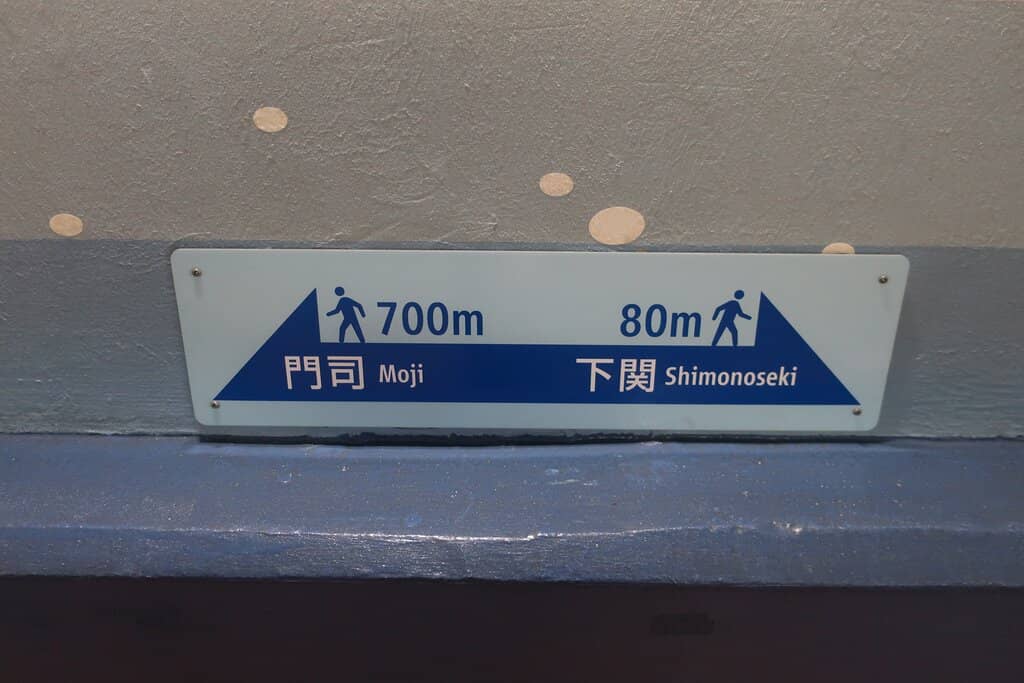 700m 80m
門司 Moji 下関 Shimonoseki